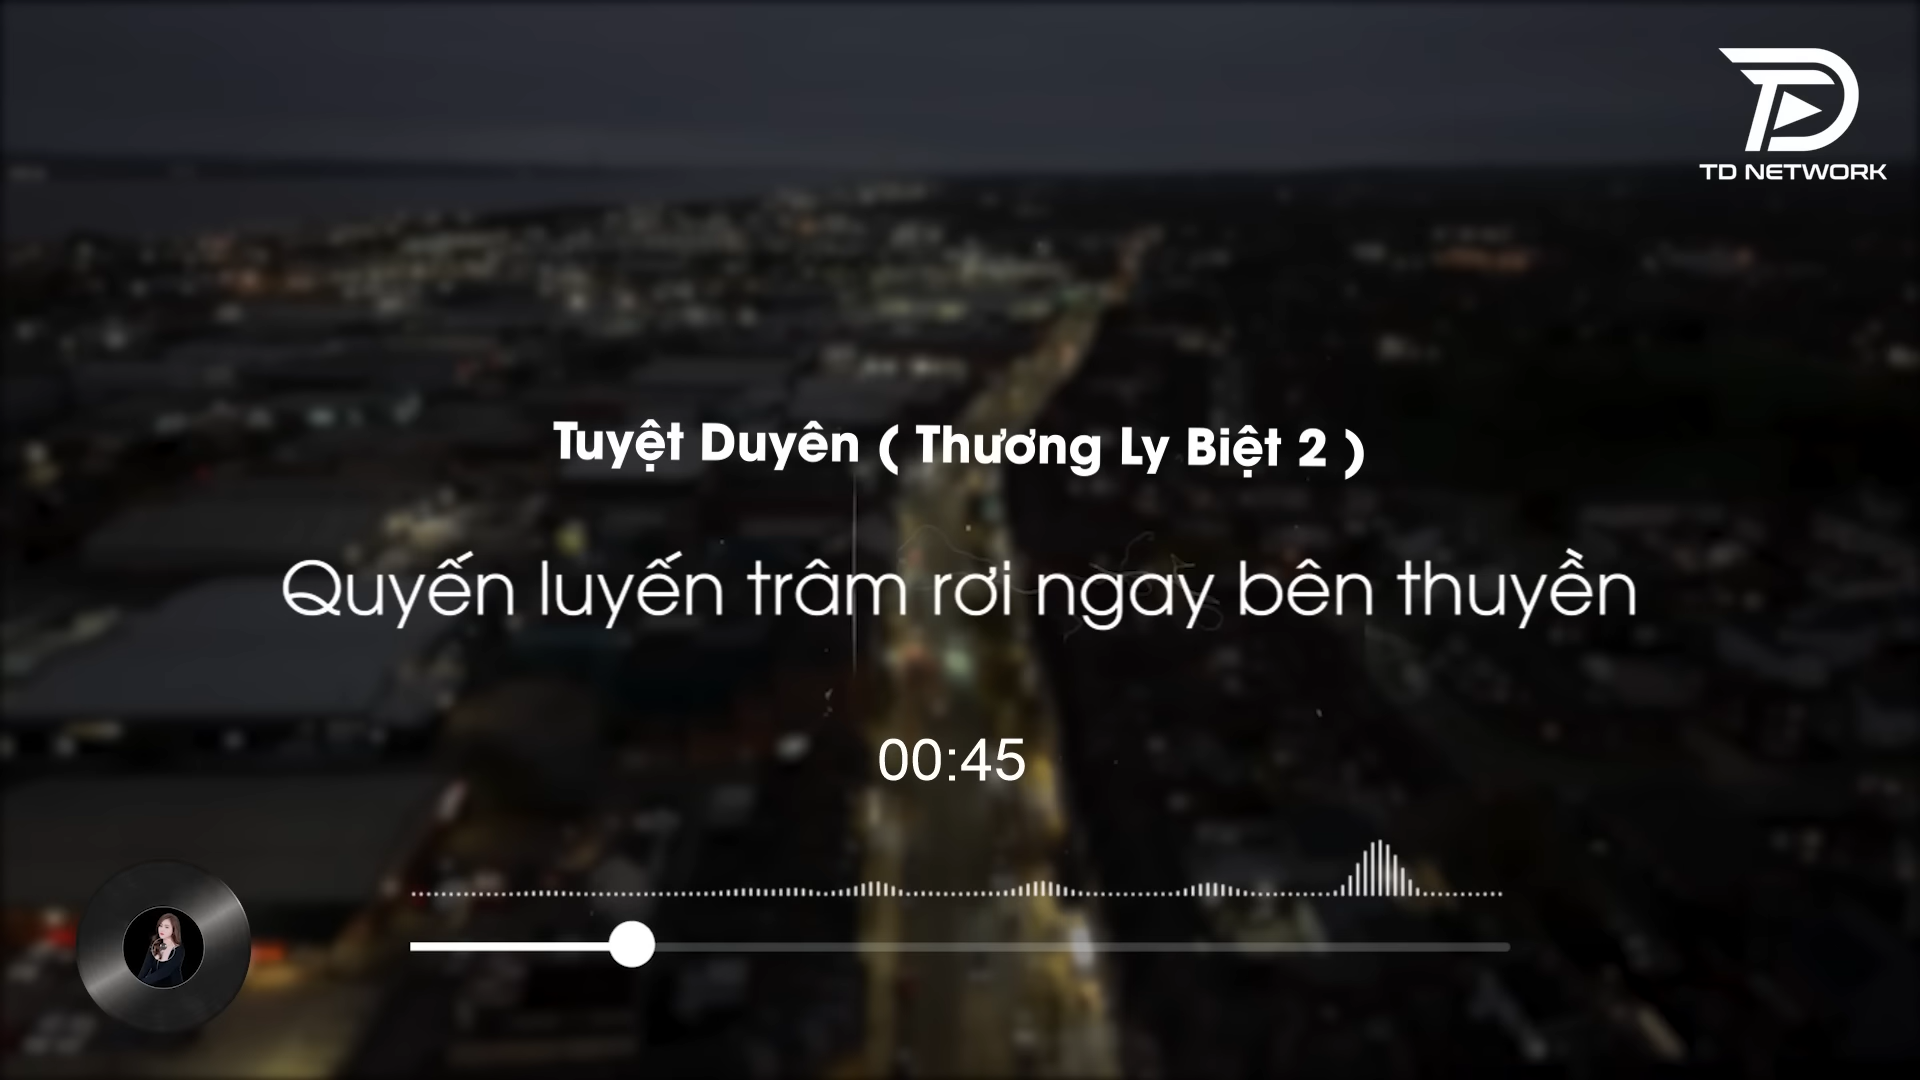 TD NETWORK
Tuyệt Duyên ( Thương Ly Biệt 2 )
Quyến luyến trâm rơi ngay bên thuyền
00:45